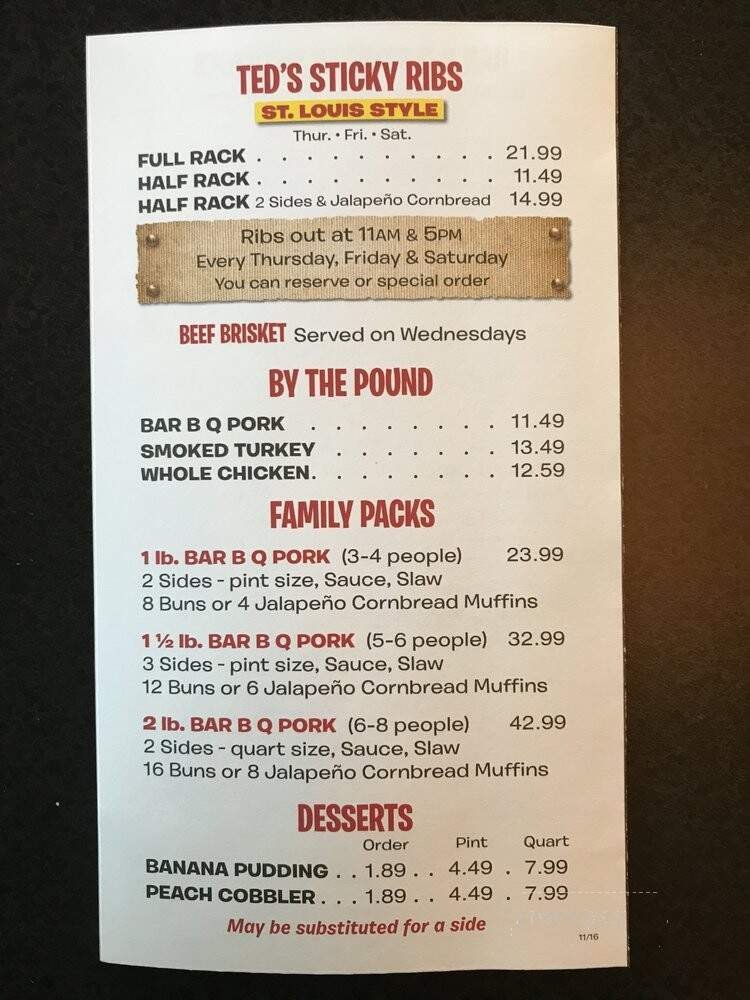 TED'S STICKY RIBS
ST. LOUIS STYLE
Thur. • Fri. • Sat.
FULL RACK . . . . . . . . . . 21.99
HALF RACK . . . . . . . . . . 11.49
HALF RACK 2 Sides & Jalapeño Cornbread 14.99
Ribs out at 11AM & 5PM
Every Thursday, Friday & Saturday
You can reserve or special order
BEEF BRISKET Served on Wednesdays
BY THE POUND
BAR B Q PORK . . . . . . . . 11.49
SMOKED TURKEY . . . . . . . 13.49
WHOLE CHICKEN. . . . . . . . 12.59
FAMILY PACKS
1 lb. BAR B Q PORK (3-4 people) 23.99
2 Sides - pint size, Sauce, Slaw
8 Buns or 4 Jalapeño Cornbread Muffins
1 ½ lb. BAR B Q PORK (5-6 people) 32.99
3 Sides - pint size, Sauce, Slaw
12 Buns or 6 Jalapeño Cornbread Muffins
2 lb. BAR B Q PORK (6-8 people) 42.99
2 Sides - quart size, Sauce, Slaw
16 Buns or 8 Jalapeño Cornbread Muffins
DESSERTS
Order Pint Quart
BANANA PUDDING . . 1.89 . . 4.49 . 7.99
PEACH COBBLER . . . 1.89 . . 4.49 . 7.99
May be substituted for a side
11/16